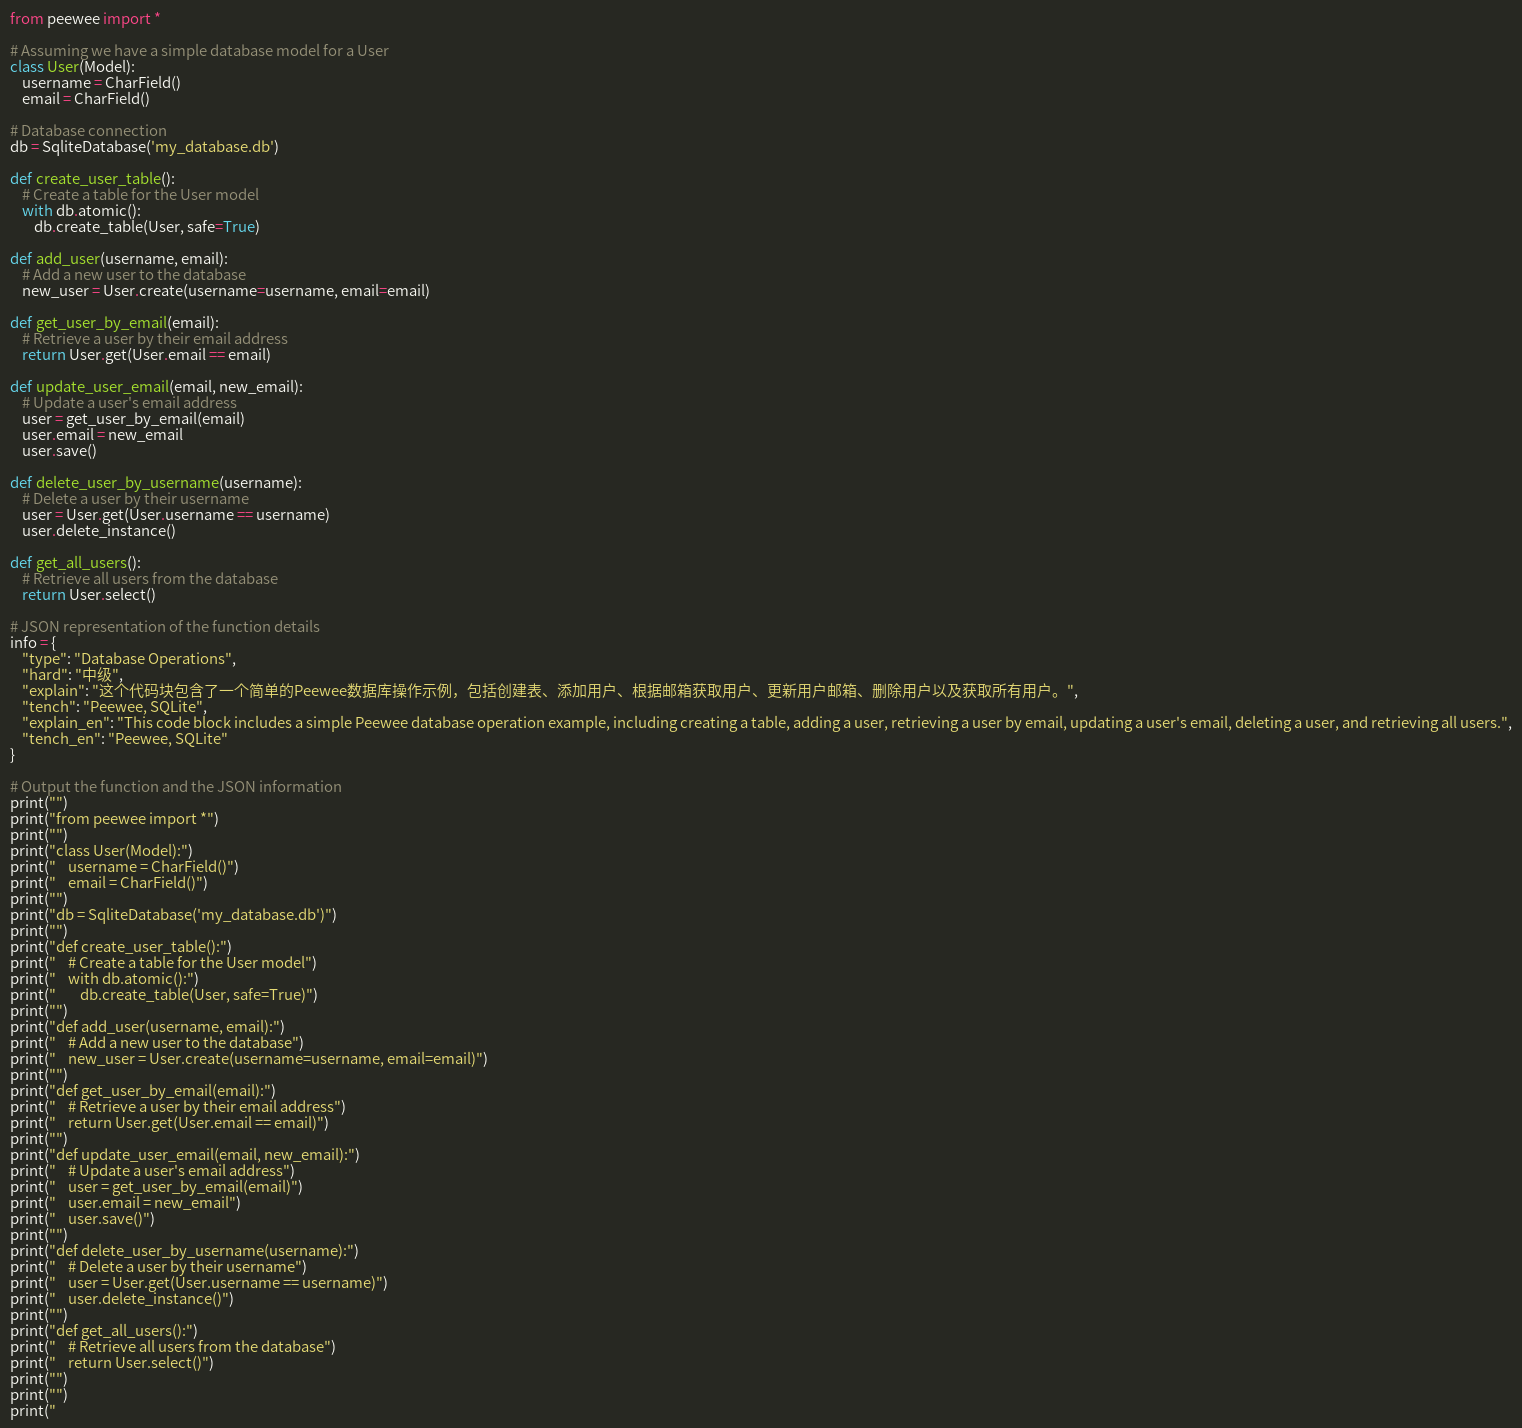 from peewee import *

# Assuming we have a simple database model for a User
class User(Model):
    username = CharField()
    email = CharField()

# Database connection
db = SqliteDatabase('my_database.db')

def create_user_table():
    # Create a table for the User model
    with db.atomic():
        db.create_table(User, safe=True)

def add_user(username, email):
    # Add a new user to the database
    new_user = User.create(username=username, email=email)

def get_user_by_email(email):
    # Retrieve a user by their email address
    return User.get(User.email == email)

def update_user_email(email, new_email):
    # Update a user's email address
    user = get_user_by_email(email)
    user.email = new_email
    user.save()

def delete_user_by_username(username):
    # Delete a user by their username
    user = User.get(User.username == username)
    user.delete_instance()

def get_all_users():
    # Retrieve all users from the database
    return User.select()

# JSON representation of the function details
info = {
    "type": "Database Operations",
    "hard": "中级",
    "explain": "这个代码块包含了一个简单的Peewee数据库操作示例，包括创建表、添加用户、根据邮箱获取用户、更新用户邮箱、删除用户以及获取所有用户。",
    "tench": "Peewee, SQLite",
    "explain_en": "This code block includes a simple Peewee database operation example, including creating a table, adding a user, retrieving a user by email, updating a user's email, deleting a user, and retrieving all users.",
    "tench_en": "Peewee, SQLite"
}

# Output the function and the JSON information
print("")
print("from peewee import *")
print("")
print("class User(Model):")
print("    username = CharField()")
print("    email = CharField()")
print("")
print("db = SqliteDatabase('my_database.db')")
print("")
print("def create_user_table():")
print("    # Create a table for the User model")
print("    with db.atomic():")
print("        db.create_table(User, safe=True)")
print("")
print("def add_user(username, email):")
print("    # Add a new user to the database")
print("    new_user = User.create(username=username, email=email)")
print("")
print("def get_user_by_email(email):")
print("    # Retrieve a user by their email address")
print("    return User.get(User.email == email)")
print("")
print("def update_user_email(email, new_email):")
print("    # Update a user's email address")
print("    user = get_user_by_email(email)")
print("    user.email = new_email")
print("    user.save()")
print("")
print("def delete_user_by_username(username):")
print("    # Delete a user by their username")
print("    user = User.get(User.username == username)")
print("    user.delete_instance()")
print("")
print("def get_all_users():")
print("    # Retrieve all users from the database")
print("    return User.select()")
print("")
print("")
print("